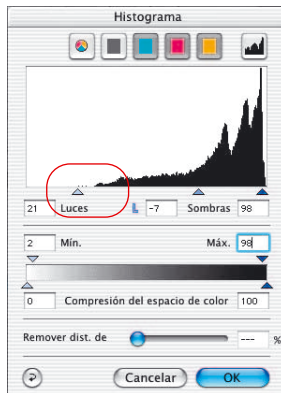 Histograma
21 Luces L -7 Sombras 98
2 Mín. Máx. 98
0 Compresión del espacio de color 100
Remover dist. de --- %
Cancelar OK